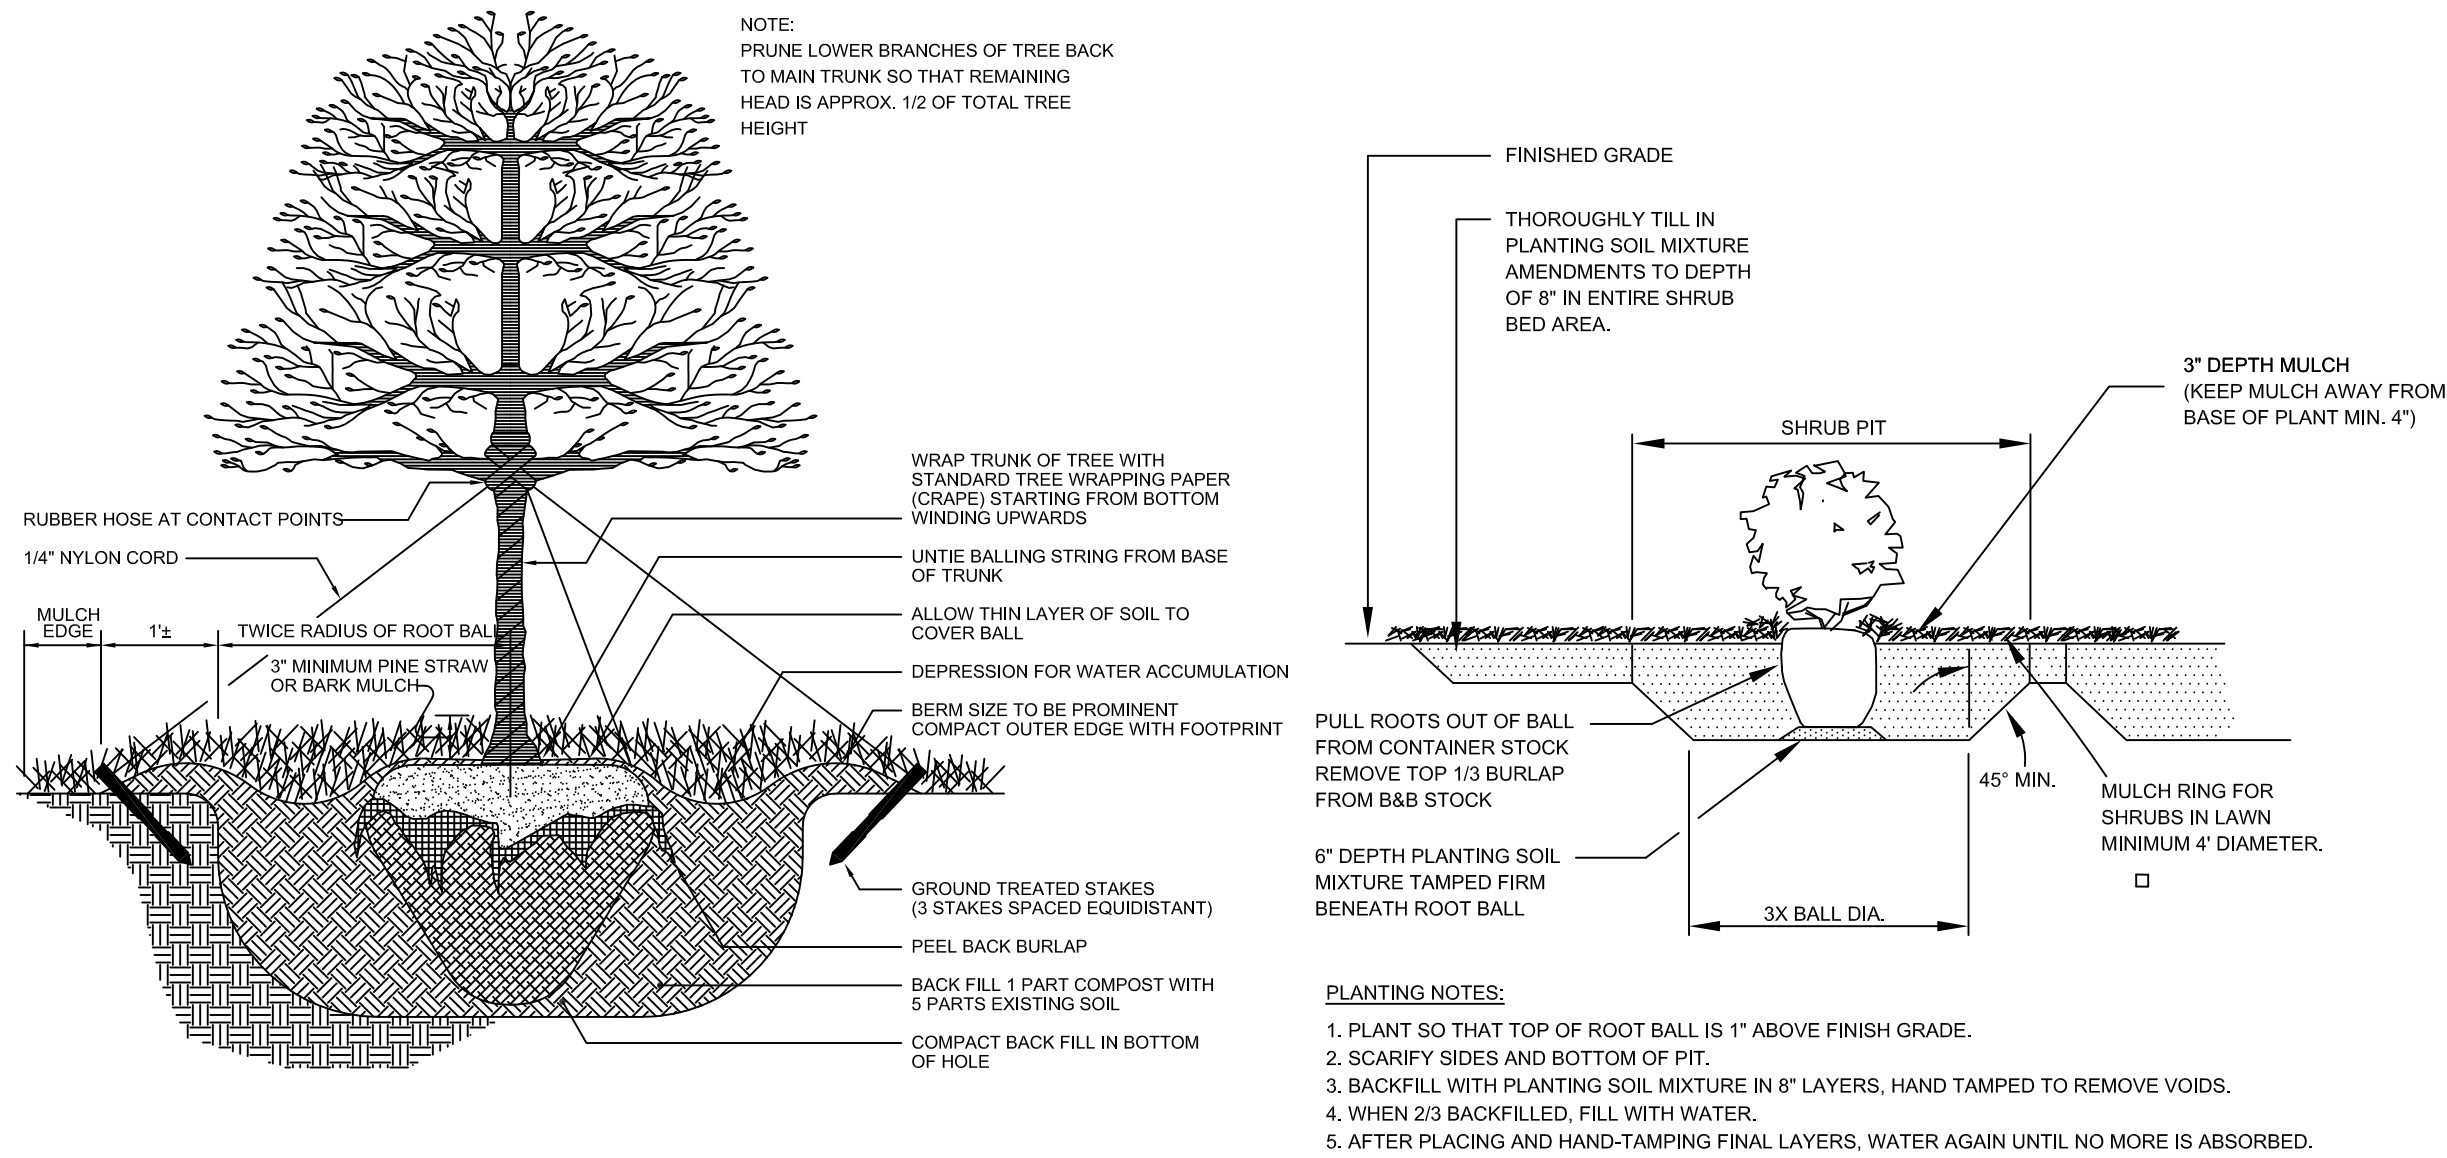 NOTE:
PRUNE LOWER BRANCHES OF TREE BACK
TO MAIN TRUNK SO THAT REMAINING
HEAD IS APPROX. 1/2 OF TOTAL TREE
HEIGHT
RUBBER HOSE AT CONTACT POINTS
1/4" NYLON CORD
MULCH
EDGE
1'±
TWICE RADIUS OF ROOT BALL
3" MINIMUM PINE STRAW
OR BARK MULCH
WRAP TRUNK OF TREE WITH
STANDARD TREE WRAPPING PAPER
(CRAPE) STARTING FROM BOTTOM
WINDING UPWARDS
UNTIE BALLING STRING FROM BASE
OF TRUNK
ALLOW THIN LAYER OF SOIL TO
COVER BALL
DEPRESSION FOR WATER ACCUMULATION
BERM SIZE TO BE PROMINENT
COMPACT OUTER EDGE WITH FOOTPRINT
GROUND TREATED STAKES
(3 STAKES SPACED EQUIDISTANT)
PEEL BACK BURLAP
BACK FILL 1 PART COMPOST WITH
5 PARTS EXISTING SOIL
COMPACT BACK FILL IN BOTTOM
OF HOLE
FINISHED GRADE
THOROUGHLY TILL IN
PLANTING SOIL MIXTURE
AMENDMENTS TO DEPTH
OF 8" IN ENTIRE SHRUB
BED AREA.
3" DEPTH MULCH
(KEEP MULCH AWAY FROM
BASE OF PLANT MIN. 4")
SHRUB PIT
PULL ROOTS OUT OF BALL
FROM CONTAINER STOCK
REMOVE TOP 1/3 BURLAP
FROM B&B STOCK
45° MIN.
MULCH RING FOR
SHRUBS IN LAWN
MINIMUM 4' DIAMETER.
6" DEPTH PLANTING SOIL
MIXTURE TAMPED FIRM
BENEATH ROOT BALL
3X BALL DIA.
PLANTING NOTES:
1. PLANT SO THAT TOP OF ROOT BALL IS 1" ABOVE FINISH GRADE.
2. SCARIFY SIDES AND BOTTOM OF PIT.
3. BACKFILL WITH PLANTING SOIL MIXTURE IN 8" LAYERS, HAND TAMPED TO REMOVE VOIDS.
4. WHEN 2/3 BACKFILLED, FILL WITH WATER.
5. AFTER PLACING AND HAND-TAMPING FINAL LAYERS, WATER AGAIN UNTIL NO MORE IS ABSORBED.